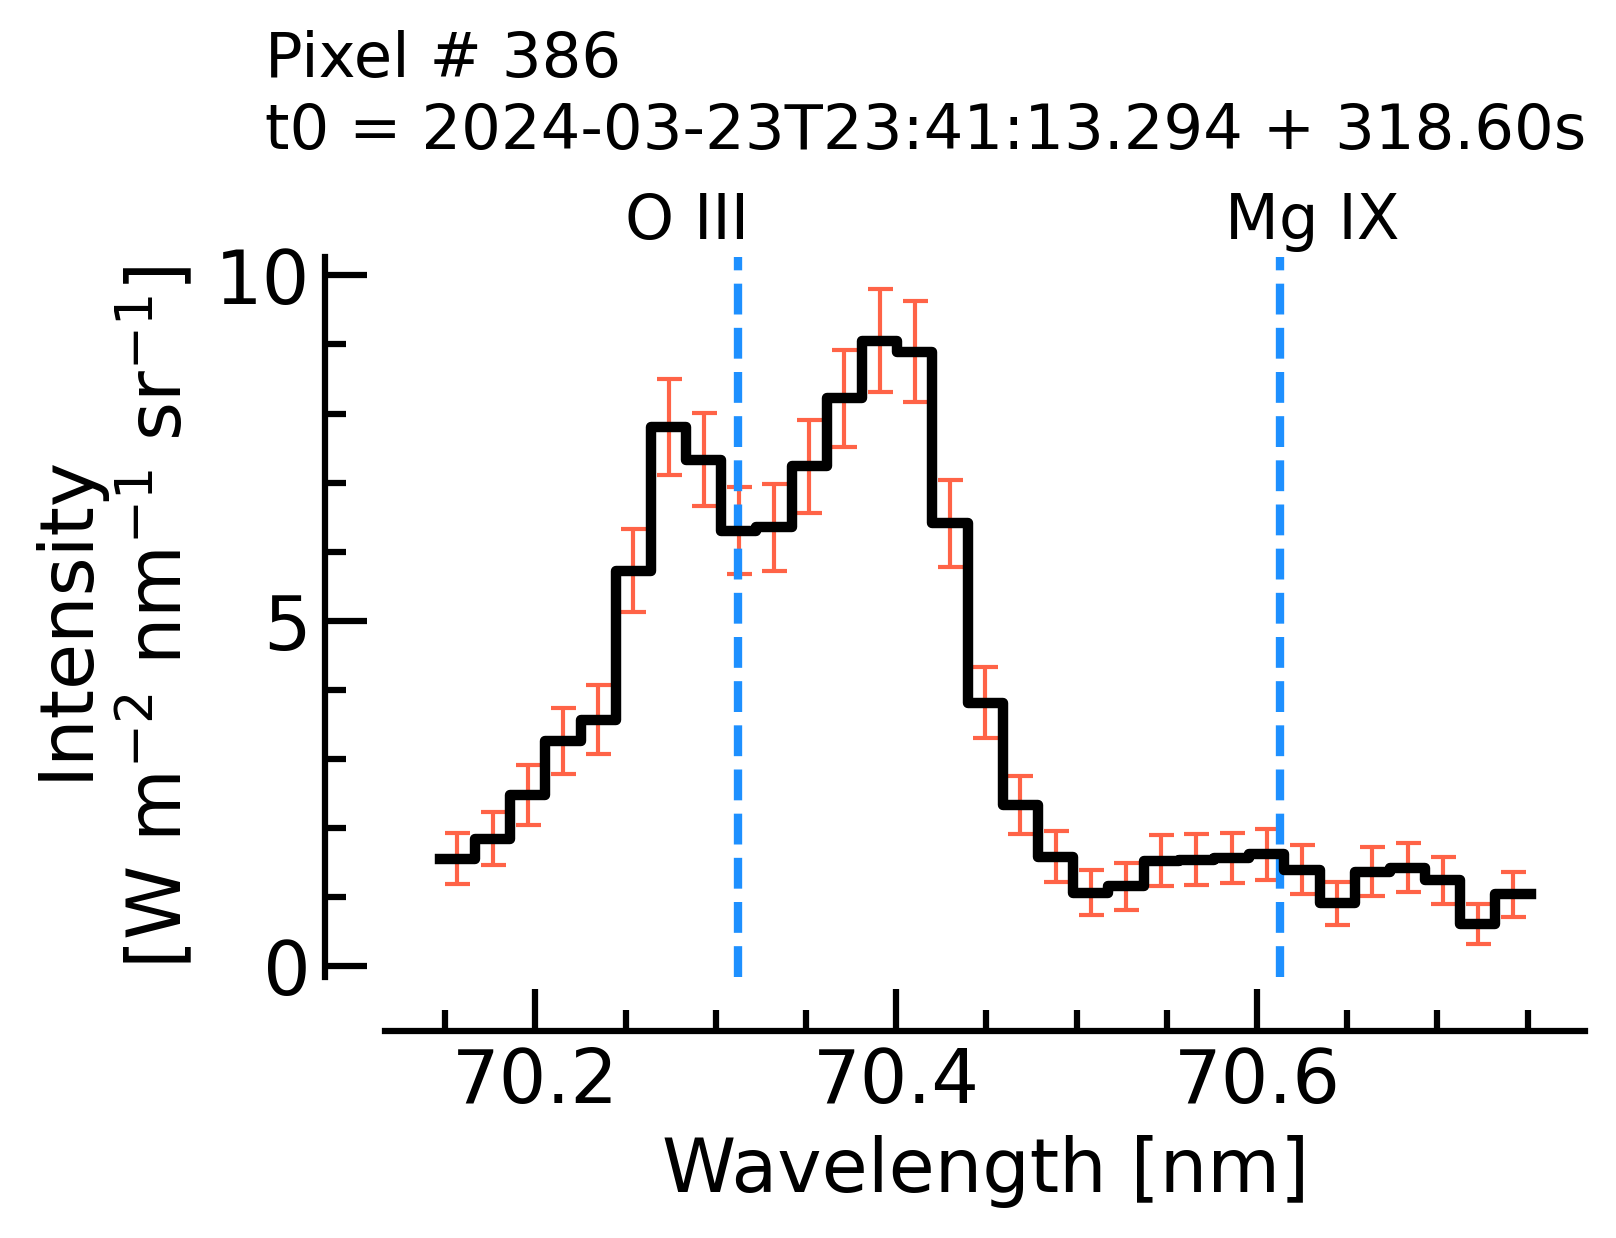 Pixel # 386
t0 = 2024-03-23T23:41:13.294 + 318.60s
O III Mg IX
10
5
0
Intensity
[W m⁻² nm⁻¹ sr⁻¹]
70.2 70.4 70.6
Wavelength [nm]